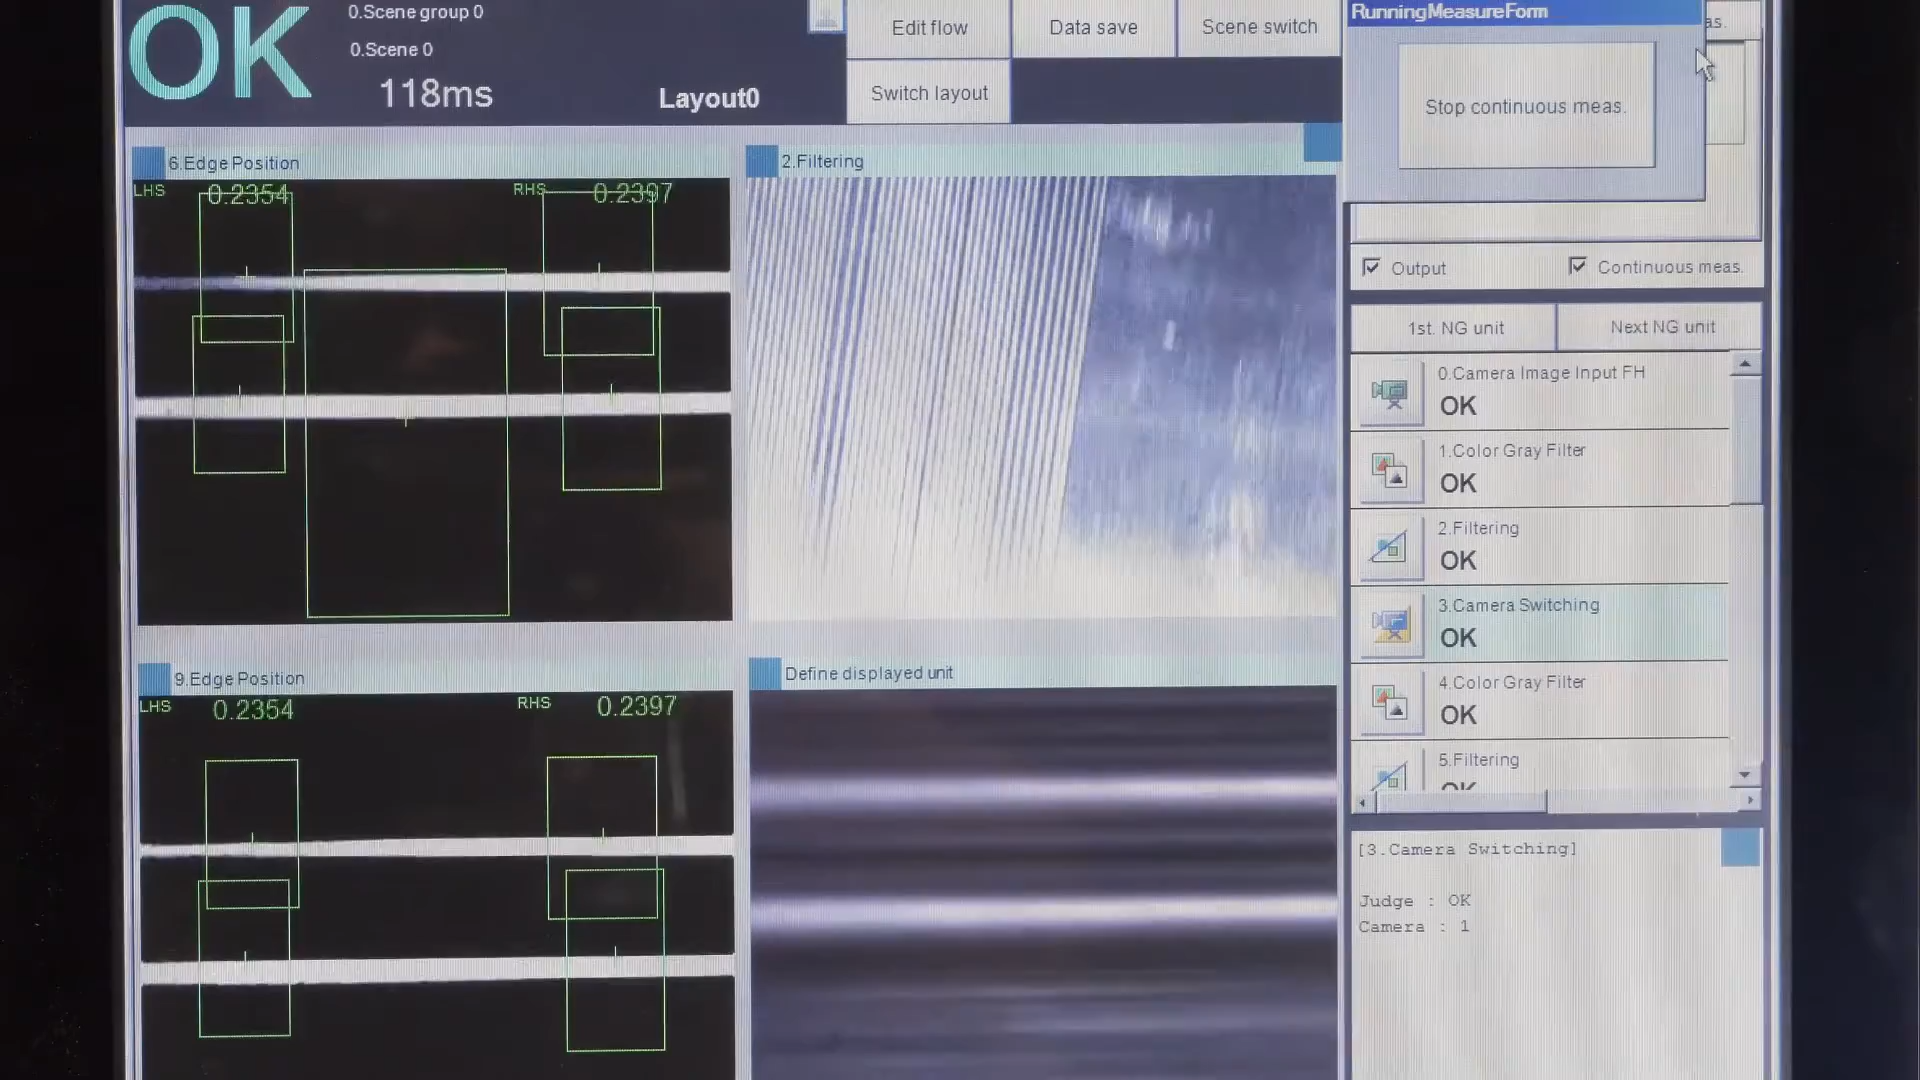 OK
0.Scene group 0
0.Scene 0
118ms
Layout0
Edit flow
Data save
Scene switch
Switch layout
RunningMeasureForm
as.
Stop continuous meas.
6.Edge Position
LHS 0.2354 RHS 0.2397
2.Filtering
Output
Continuous meas.
1st. NG unit
Next NG unit
0.Camera Image Input FH
OK
1.Color Gray Filter
OK
2.Filtering
OK
3.Camera Switching
OK
4.Color Gray Filter
OK
5.Filtering
OK
9.Edge Position
LHS 0.2354 RHS 0.2397
Define displayed unit
[3.Camera Switching]
Judge : OK
Camera : 1